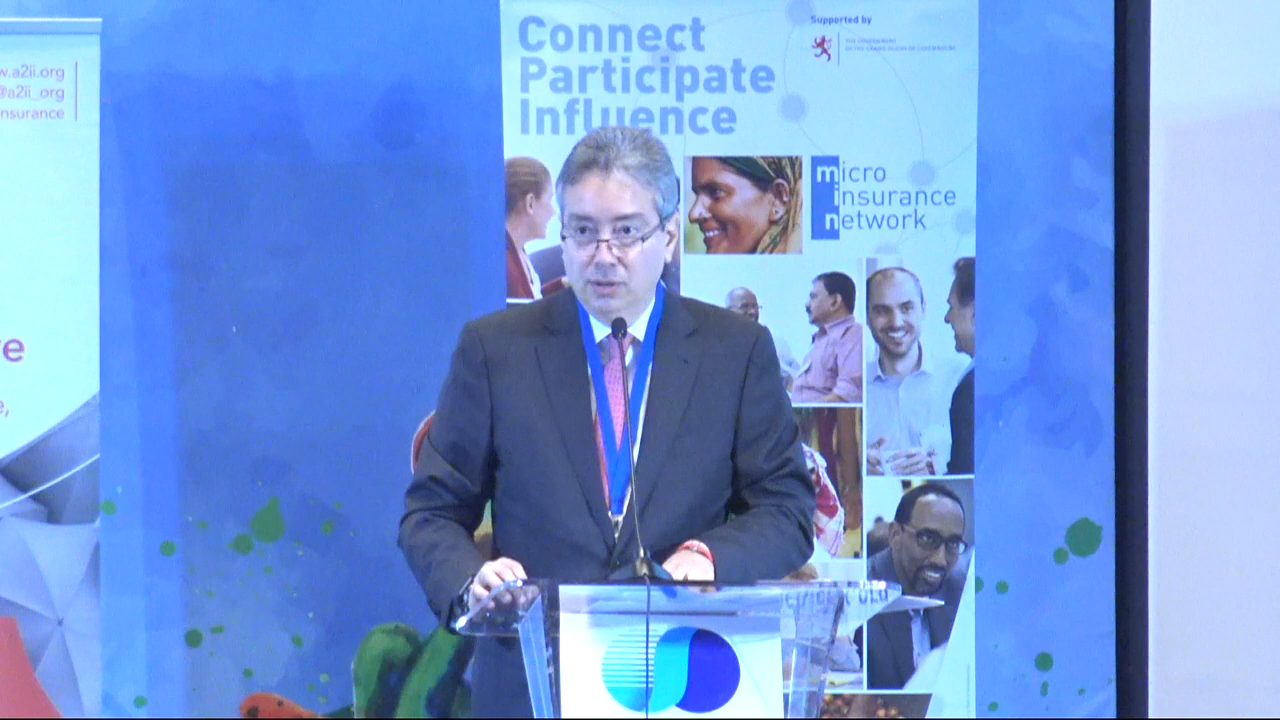 w.a2ii.org
@a2ii_org
nsurance
e
e,
Connect
Participate
Influence
Supported by
micro
insurance
network